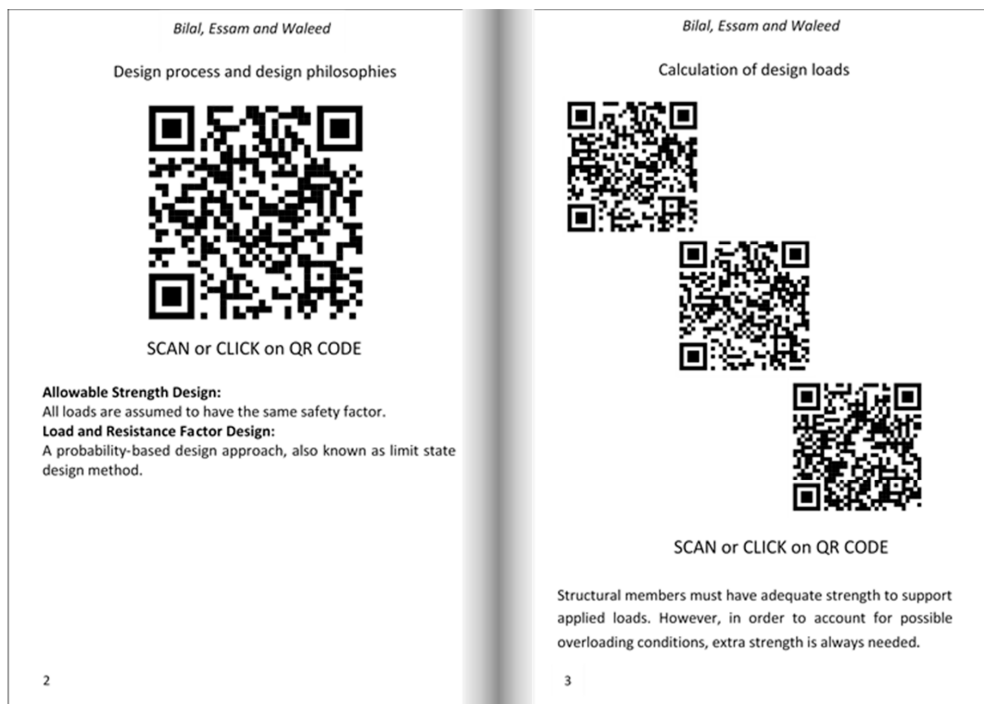 Bilal, Essam and Waleed
Design process and design philosophies
SCAN or CLICK on QR CODE
Allowable Strength Design:
All loads are assumed to have the same safety factor.
Load and Resistance Factor Design:
A probability-based design approach, also known as limit state
design method.
2
Bilal, Essam and Waleed
Calculation of design loads
SCAN or CLICK on QR CODE
Structural members must have adequate strength to support
applied loads. However, in order to account for possible
overloading conditions, extra strength is always needed.
3